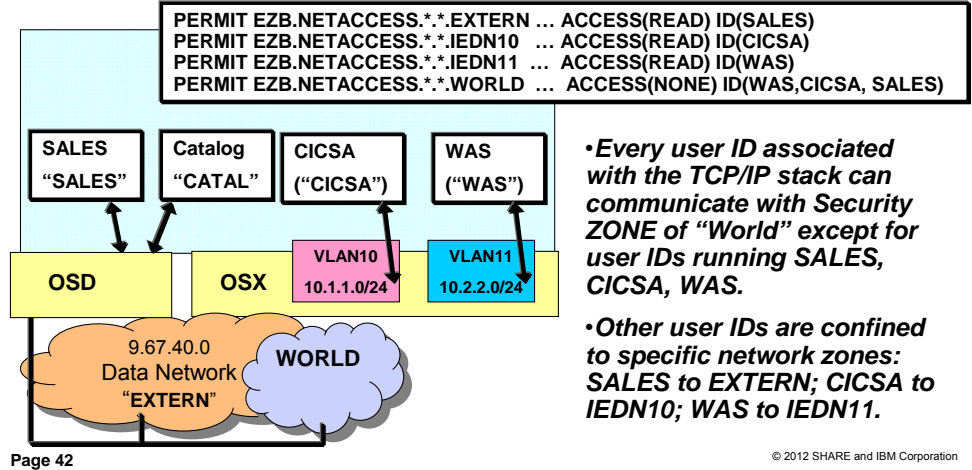 PERMIT EZB.NETACCESS.*.*.EXTERN … ACCESS(READ) ID(SALES)
PERMIT EZB.NETACCESS.*.*.IEDN10 … ACCESS(READ) ID(CICSA)
PERMIT EZB.NETACCESS.*.*.IEDN11 … ACCESS(READ) ID(WAS)
PERMIT EZB.NETACCESS.*.*.WORLD … ACCESS(NONE) ID(WAS,CICSA, SALES)
SALES
“SALES”
Catalog
“CATAL”
CICSA
(“CICSA”)
WAS
(“WAS”)
OSD
OSX
VLAN10
10.1.1.0/24
VLAN11
10.2.2.0/24
9.67.40.0
Data Network
“EXTERN”
WORLD
•Every user ID associated
with the TCP/IP stack can
communicate with Security
ZONE of “World” except for
user IDs running SALES,
CICSA, WAS.
•Other user IDs are confined
to specific network zones:
SALES to EXTERN; CICSA to
IEDN10; WAS to IEDN11.
Page 42
© 2012 SHARE and IBM Corporation